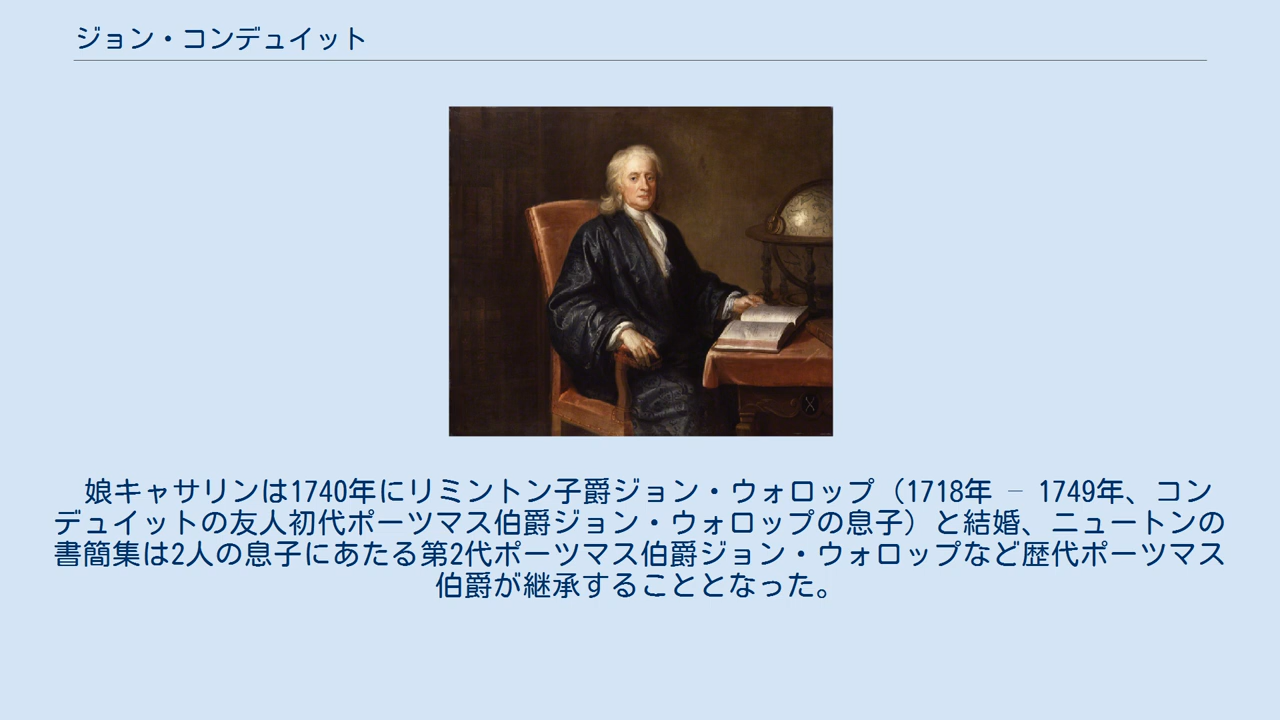 ジョン・コンデュイット
娘キャサリンは1740年にリミントン子爵ジョン・ウォロップ（1718年 – 1749年、コン
デュイットの友人初代ポーツマス伯爵ジョン・ウォロップの息子）と結婚、ニュートンの
書簡集は2人の息子にあたる第2代ポーツマス伯爵ジョン・ウォロップなど歴代ポーツマス
伯爵が継承することとなった。